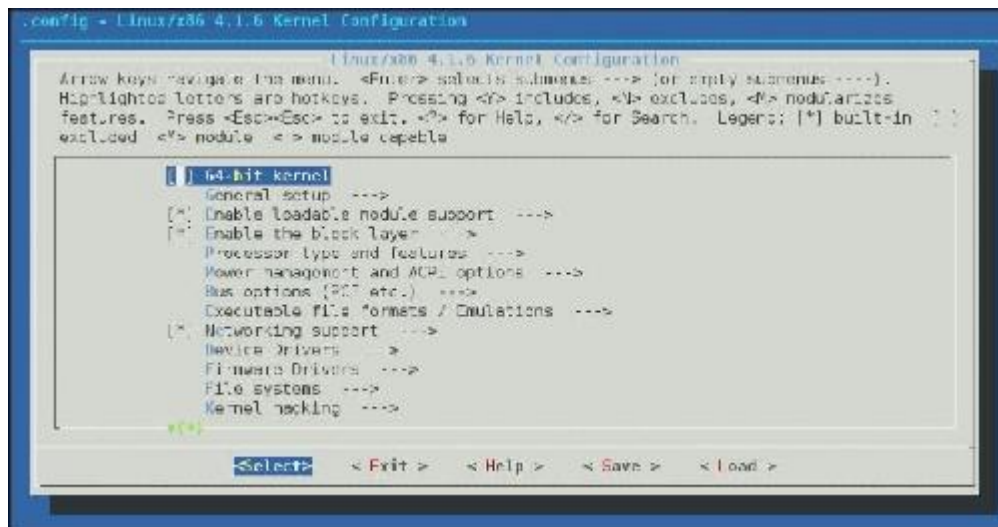 .config - Linux/x86 4.1.6 Kernel Configuration
Linux/x86 4.1.6 Kernel Configuration
Arrow keys navigate the menu. <Enter> selects submenus ---> (or empty submenus ----).
Highlighted letters are hotkeys. Pressing <Y> includes, <N> excludes, <M> modularizes
features. Press <Esc><Esc> to exit, <?> for Help, </> for Search. Legend: [*] built-in [ ]
excluded <M> module < > module capable
[ ] 64-bit kernel
General setup --->
[*] Enable loadable module support --->
[*] Enable the block layer --->
Processor type and features --->
Power management and ACPI options --->
Bus options (PCI etc.) --->
Executable file formats / Emulations --->
[*] Networking support --->
Device Drivers --->
Firmware Drivers --->
File systems --->
Kernel hacking --->
v(+)
<Select> < Exit > < Help > < Save > < Load >